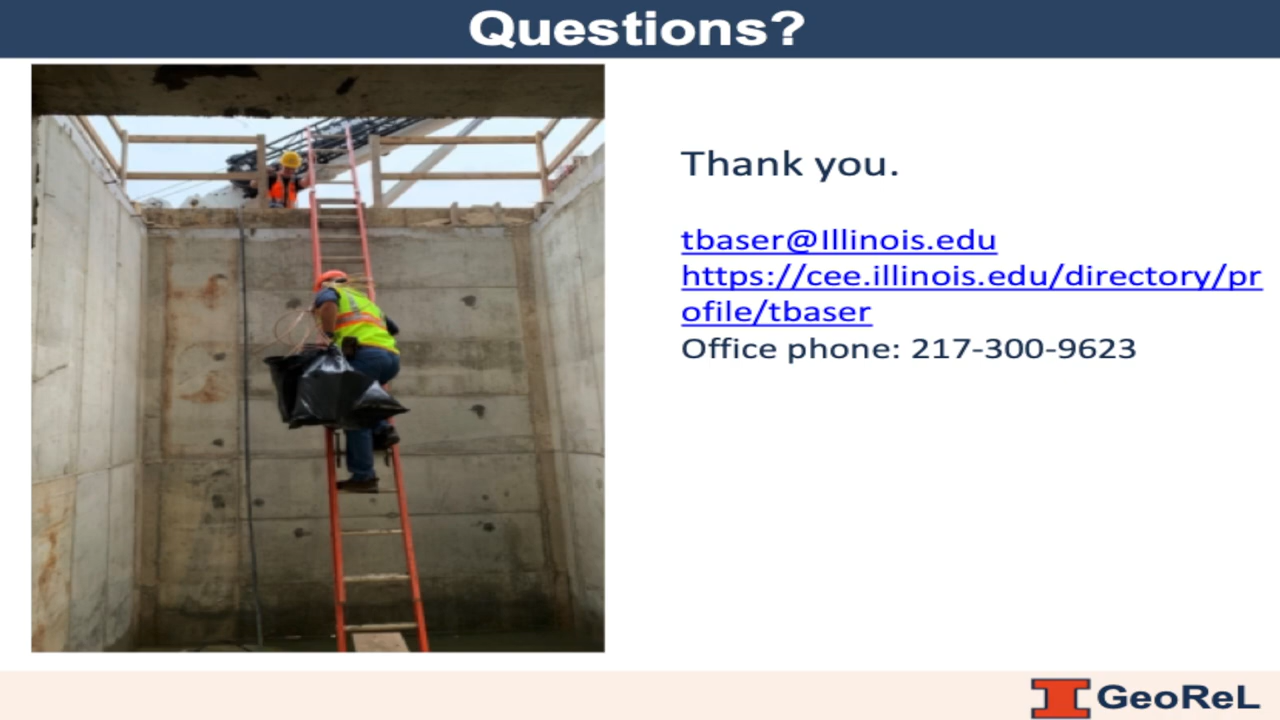 Questions?
Thank you.
tbaser@Illinois.edu
https://cee.illinois.edu/directory/pr
ofile/tbaser
Office phone: 217-300-9623
I GeoReL